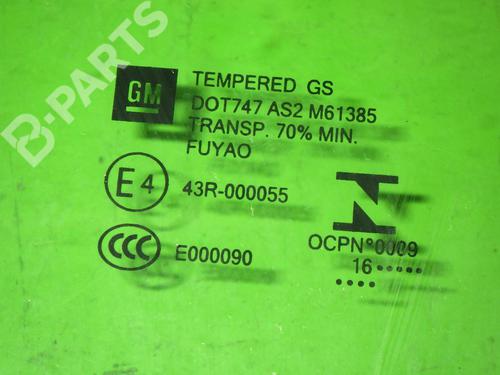 B-PARTS
GM
TEMPERED GS
DOT747 AS2 M61385
TRANSP. 70% MIN.
FUYAO
E4
43R-000055
CCC
E000090
OCPN°0009
16